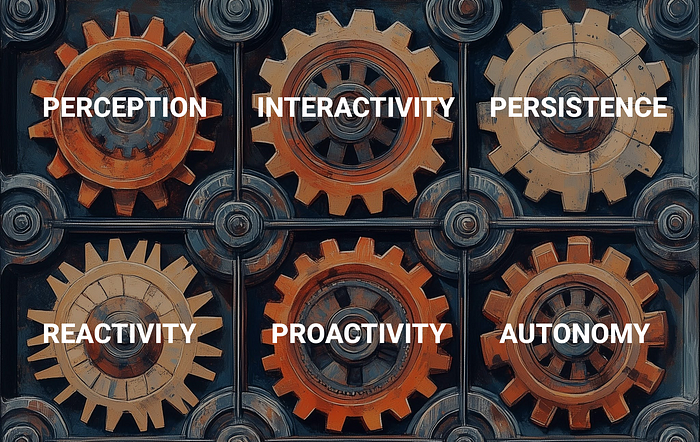 PERCEPTION
INTERACTIVITY
PERSISTENCE
REACTIVITY
PROACTIVITY
AUTONOMY